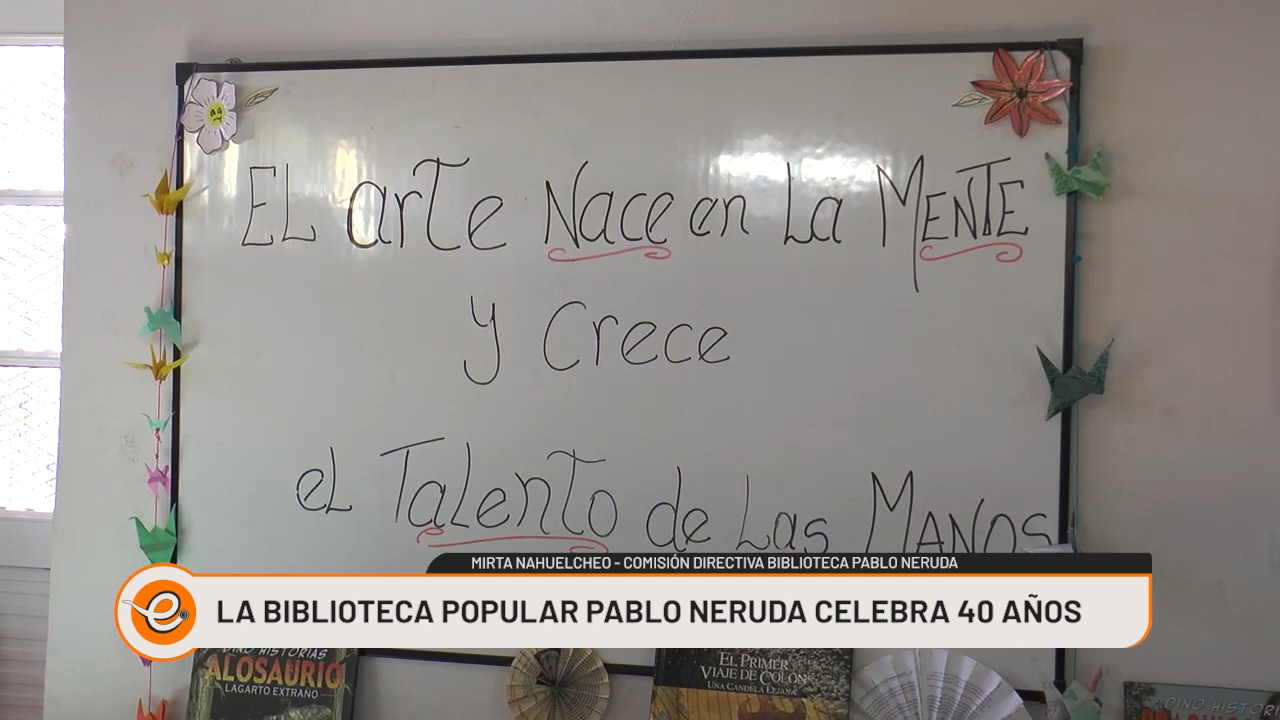 EL arte Nace en La MENTE
y Crece
eL TaLento de Las MANOS
MIRTA NAHUELCHEO - COMISIÓN DIRECTIVA BIBLIOTECA PABLO NERUDA
e
LA BIBLIOTECA POPULAR PABLO NERUDA CELEBRA 40 AÑOS
DINO HISTORIAS
ALOSAURIO
LAGARTO EXTRAÑO
EL PRIMER
VIAJE DE COLÓN
UNA CANDELA LEJANA
DINO HISTORI